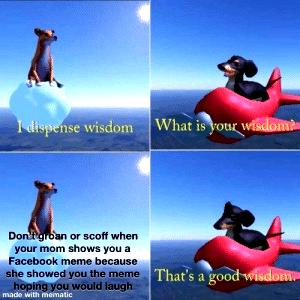 I dispense wisdom
What is your wisdom?
Don't groan or scoff when
your mom shows you a
Facebook meme because
she showed you the meme
hoping you would laugh
made with mematic
That's a good wisdom.